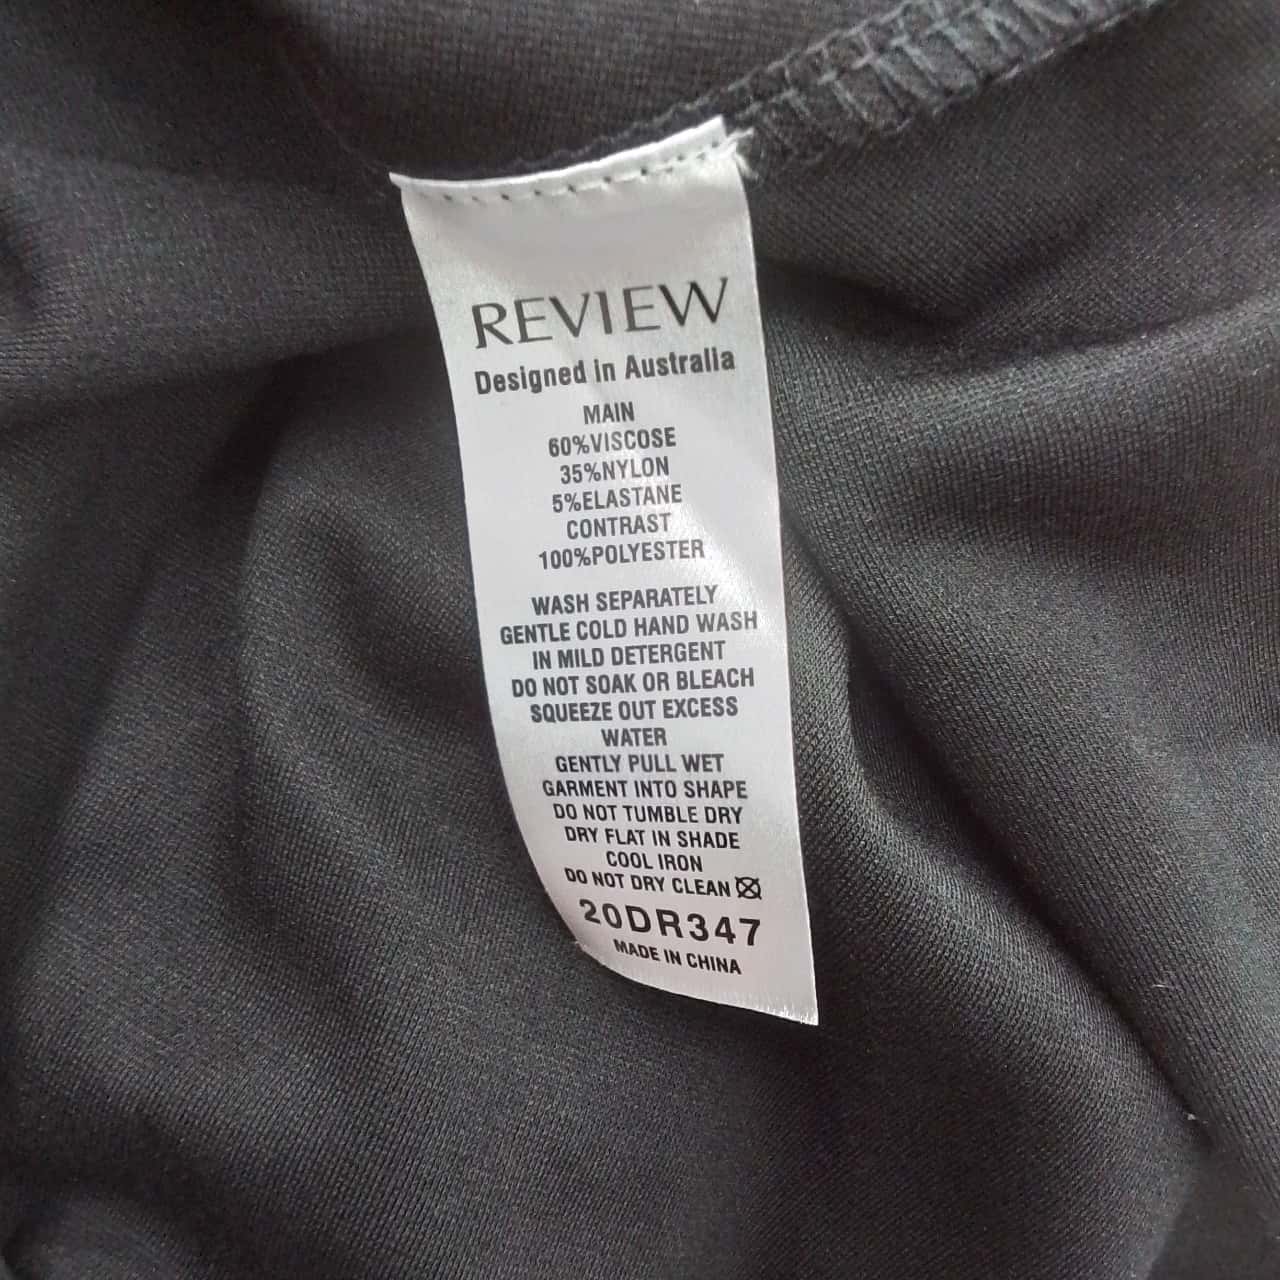 REVIEW
Designed in Australia
MAIN
60%VISCOSE
35%NYLON
5%ELASTANE
CONTRAST
100%POLYESTER
WASH SEPARATELY
GENTLE COLD HAND WASH
IN MILD DETERGENT
DO NOT SOAK OR BLEACH
SQUEEZE OUT EXCESS
WATER
GENTLY PULL WET
GARMENT INTO SHAPE
DO NOT TUMBLE DRY
DRY FLAT IN SHADE
COOL IRON
DO NOT DRY CLEAN
20DR347
MADE IN CHINA